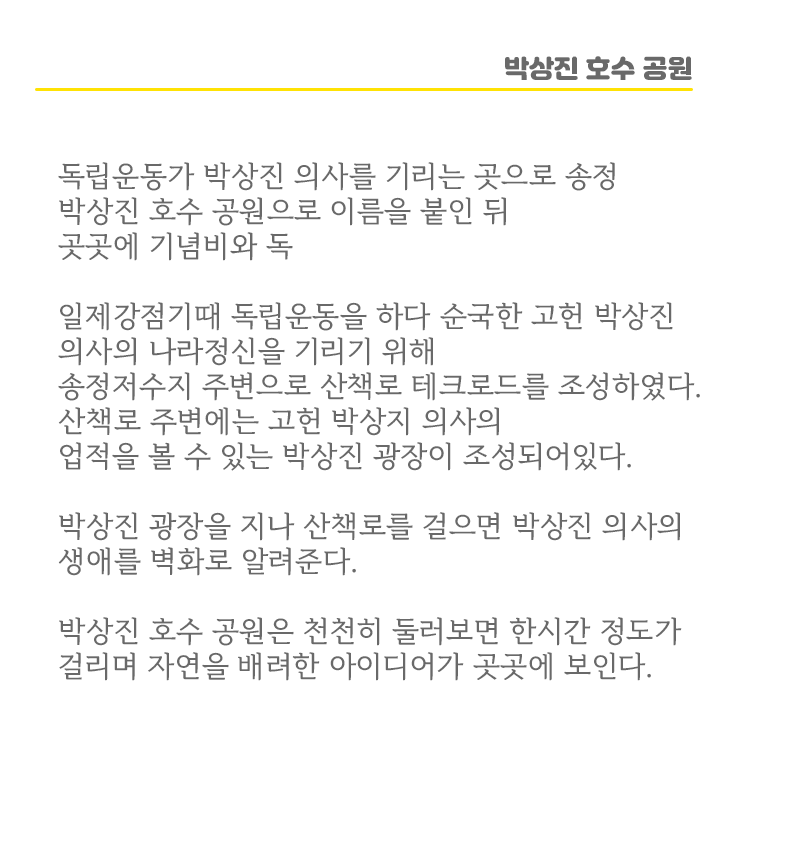 박상진 호수 공원
독립운동가 박상진 의사를 기리는 곳으로 송정
박상진 호수 공원으로 이름을 붙인 뒤
곳곳에 기념비와 독
일제강점기때 독립운동을 하다 순국한 고헌 박상진
의사의 나라정신을 기리기 위해
송정저수지 주변으로 산책로 테크로드를 조성하였다.
산책로 주변에는 고헌 박상지 의사의
업적을 볼 수 있는 박상진 광장이 조성되어있다.
박상진 광장을 지나 산책로를 걸으면 박상진 의사의
생애를 벽화로 알려준다.
박상진 호수 공원은 천천히 둘러보면 한시간 정도가
걸리며 자연을 배려한 아이디어가 곳곳에 보인다.